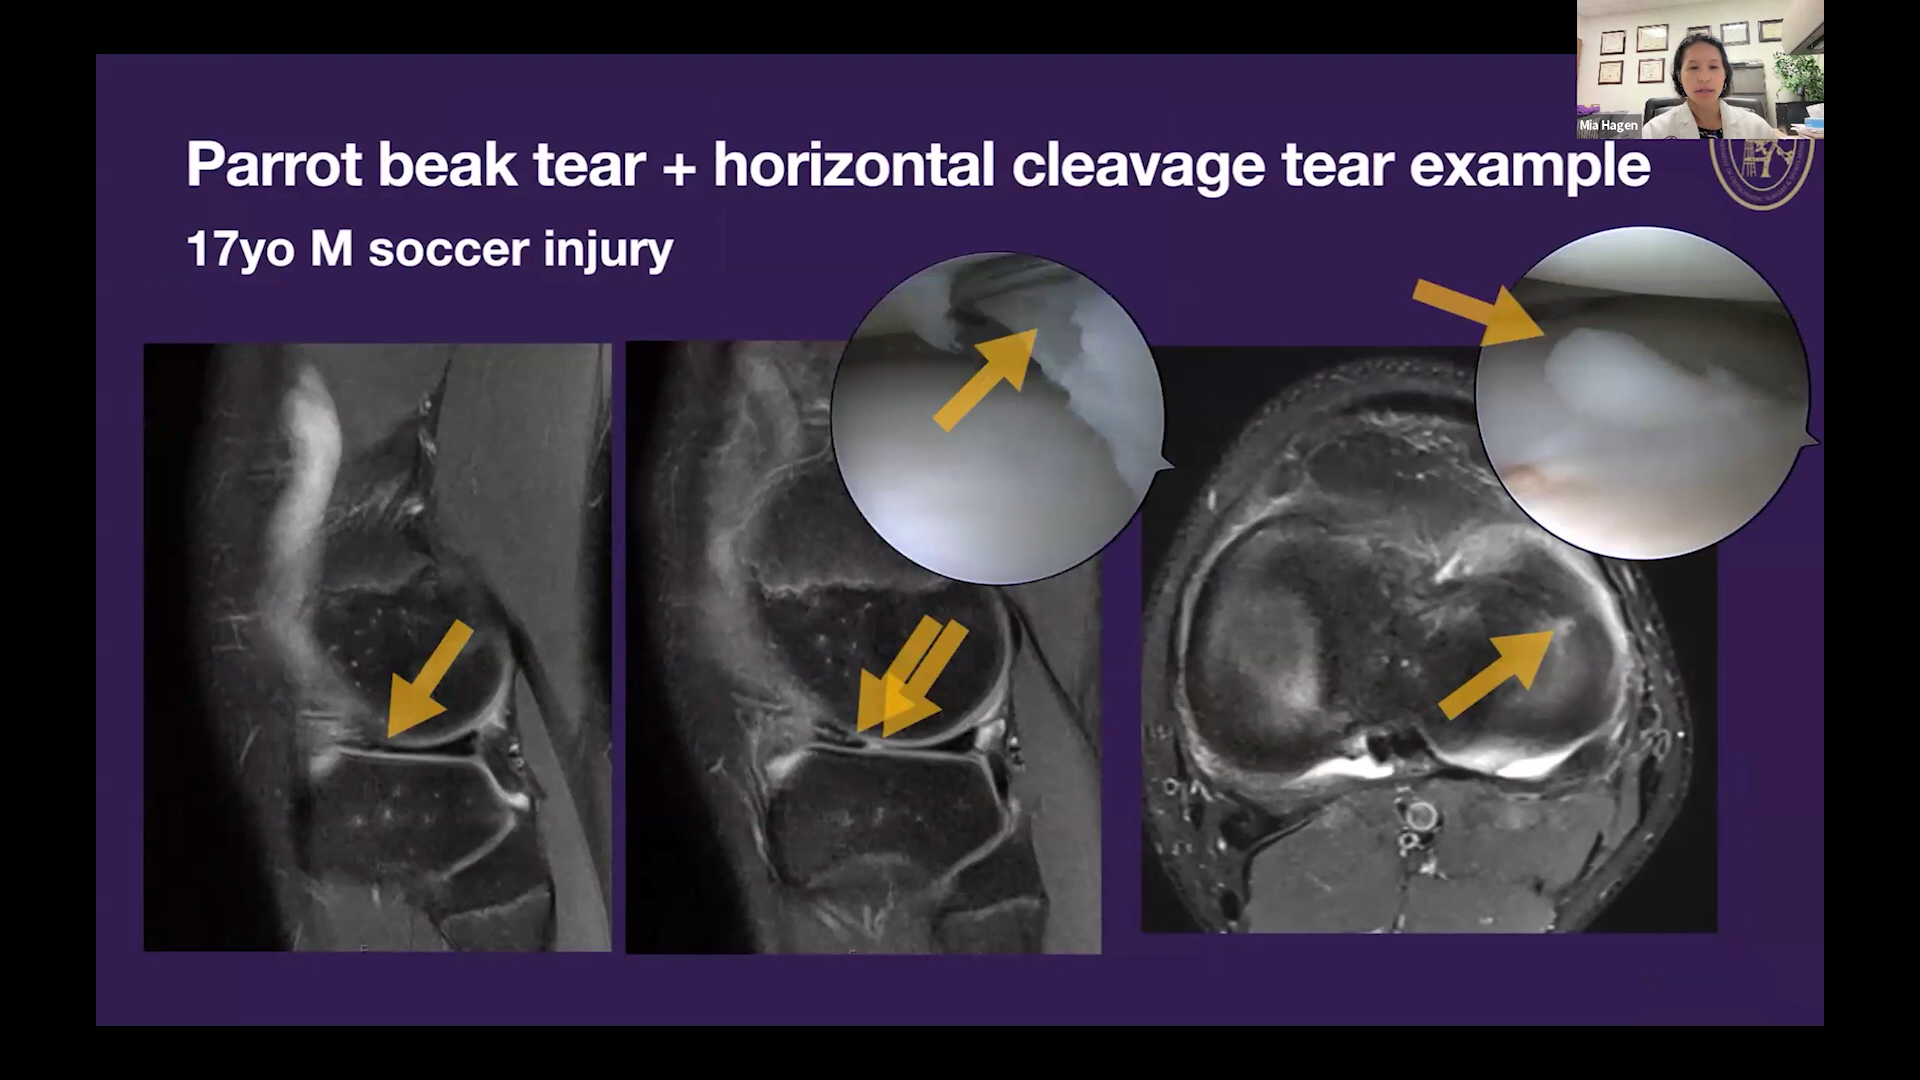 Mia Hagen
Parrot beak tear + horizontal cleavage tear example
17yo M soccer injury